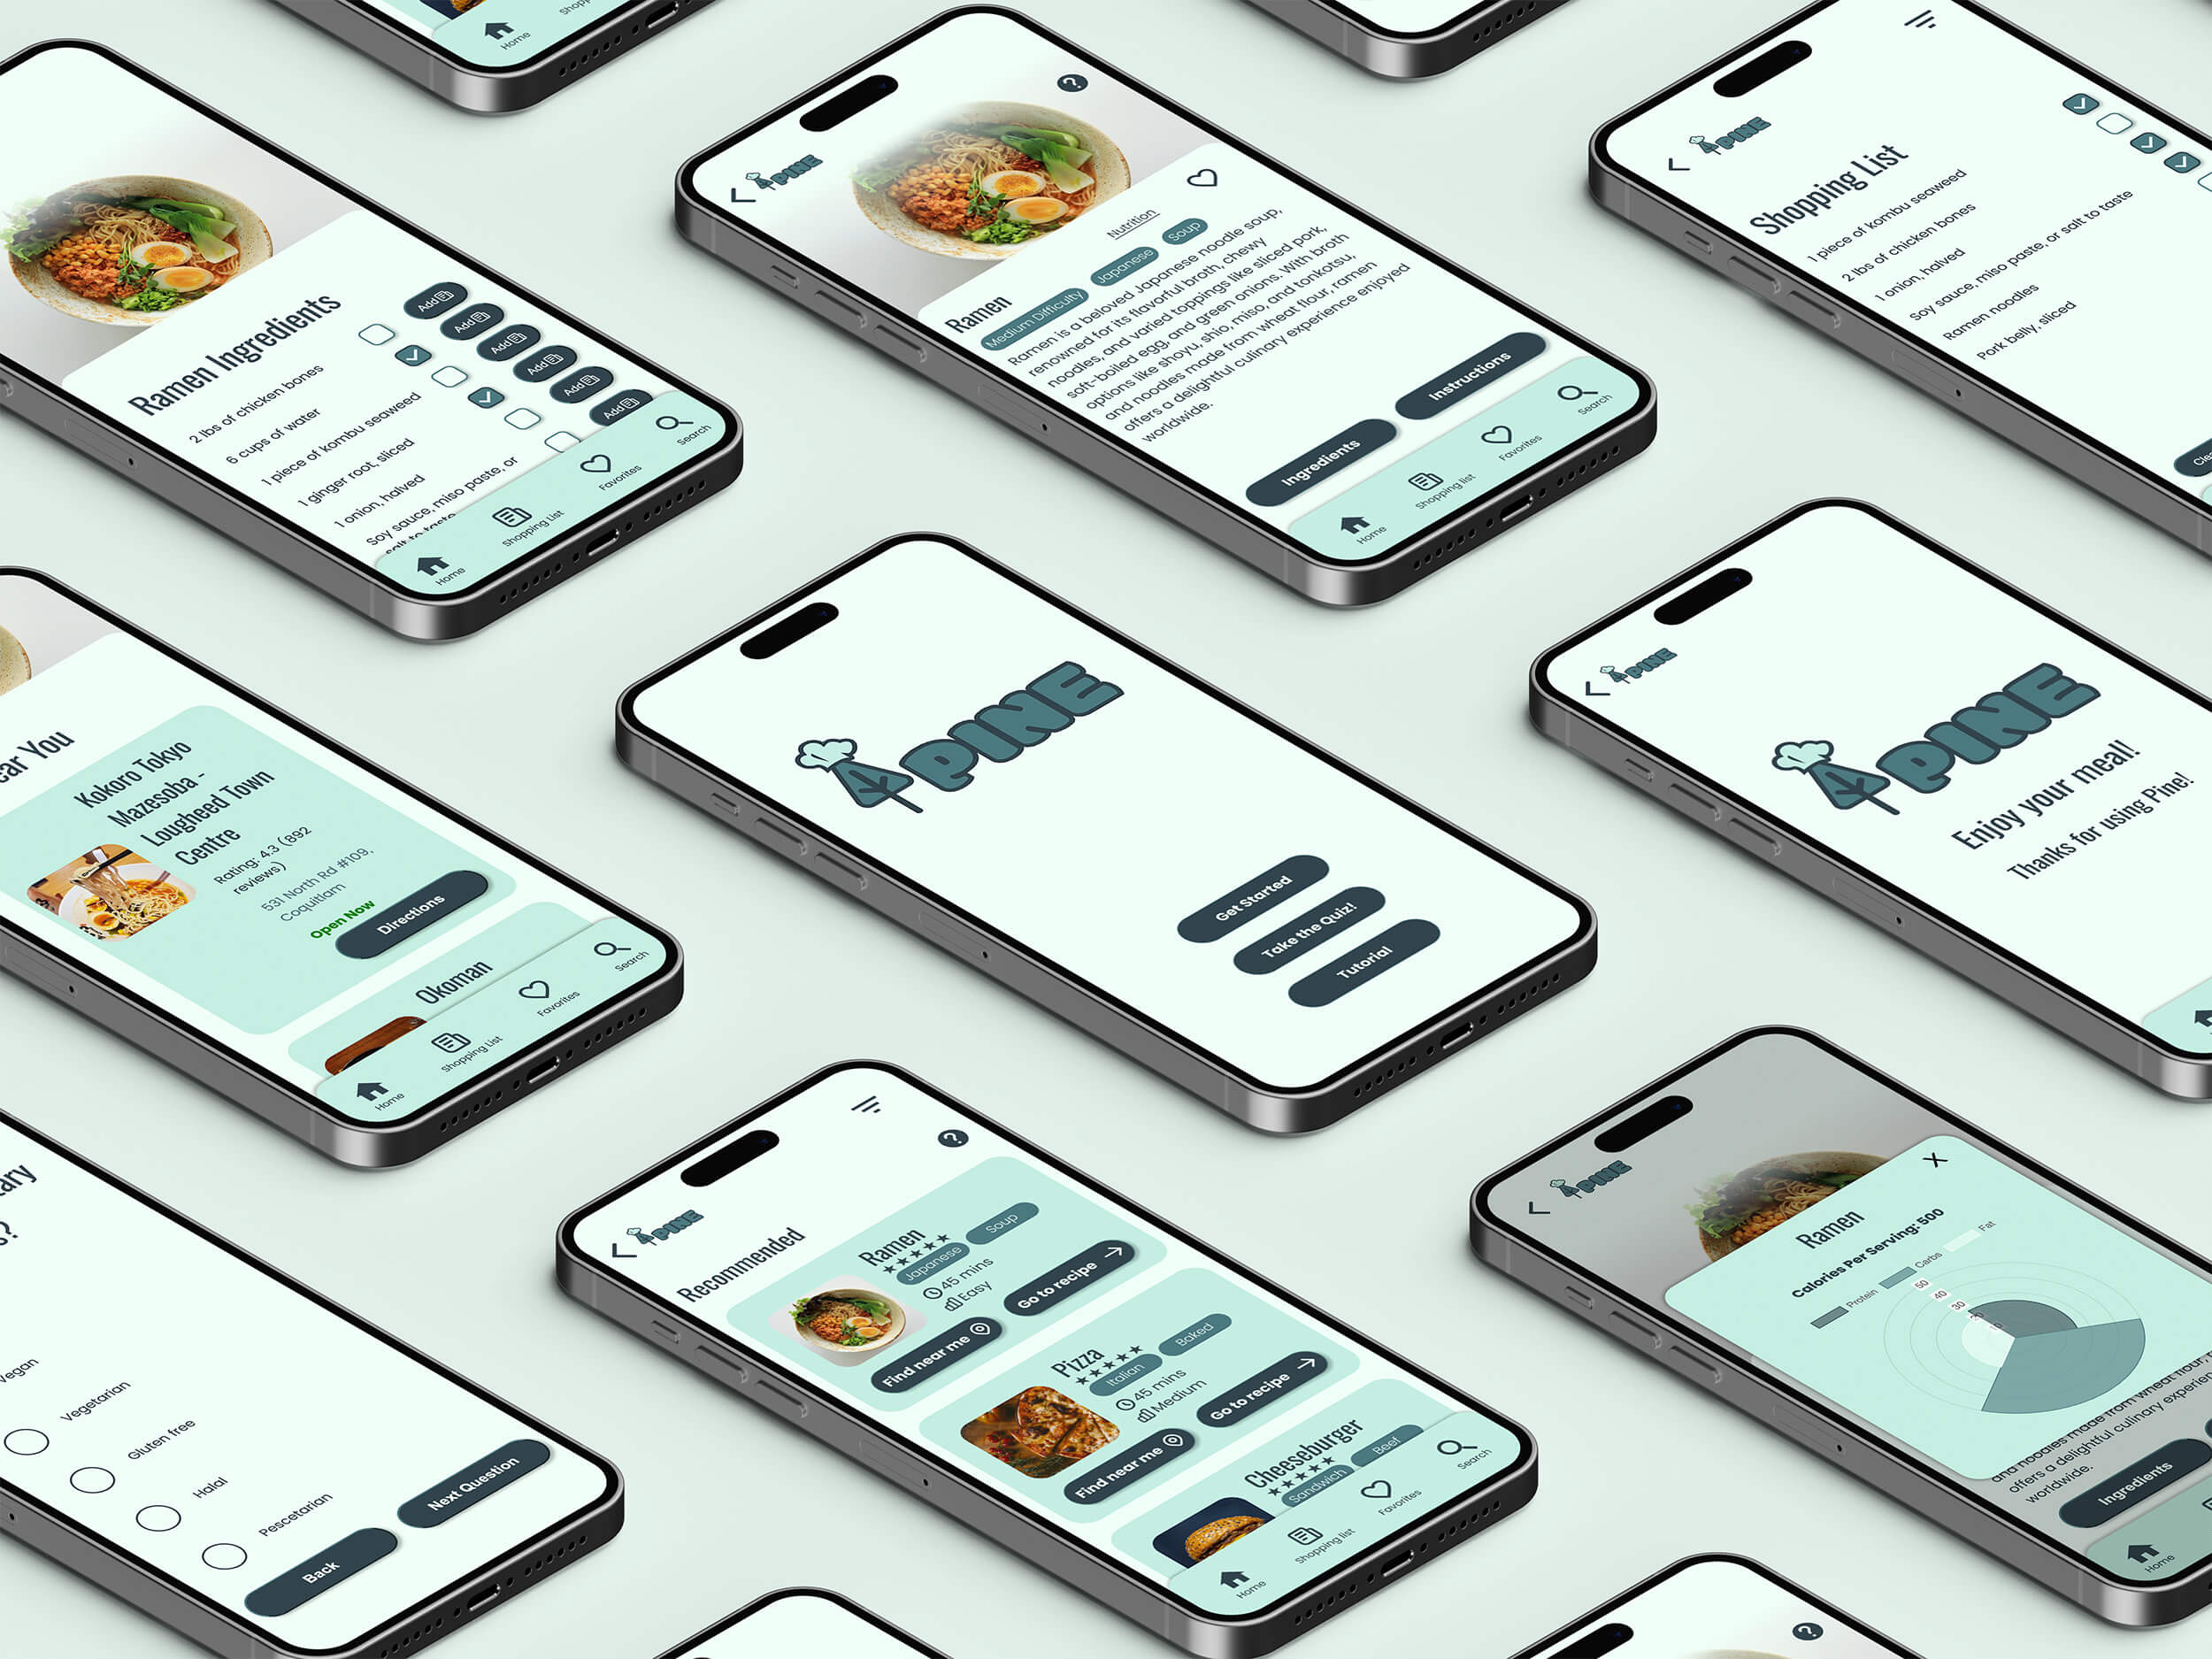 Home
Ramen Ingredients
2 lbs of chicken bones
6 cups of water
1 piece of kombu seaweed
1 ginger root, sliced
1 onion, halved
Soy sauce, miso paste, or
salt to taste
Add
Add
Add
Add
Add
Add
Home
Shopping List
Favorites
Search
PINE
?
Nutrition
Ramen
Medium Difficulty
Japanese
Soup
Ramen is a beloved Japanese noodle soup,
renowned for its flavorful broth, chewy
noodles, and varied toppings like sliced pork,
soft-boiled egg, and green onions. With broth
options like shoyu, shio, miso, and tonkotsu,
and noodles made from wheat flour, ramen
offers a delightful culinary experience enjoyed
worldwide.
Ingredients
Instructions
Home
Shopping list
Favorites
Search
PINE
Shopping List
1 piece of kombu seaweed
2 lbs of chicken bones
1 onion, halved
Soy sauce, miso paste, or salt to taste
Ramen noodles
Pork belly, sliced
ear You
Kokoro Tokyo
Mazesoba -
Lougheed Town
Centre
Rating: 4.3 (892
reviews)
531 North Rd #109,
Coquitlam
Open Now
Directions
Okoman
Home
Shopping List
Favorites
Search
PINE
Get Started
Take the Quiz!
Tutorial
PINE
PINE
Enjoy your meal!
Thanks for using Pine!
tary
s?
Vegan
Vegetarian
Gluten free
Halal
Pescetarian
Back
Next Question
PINE
?
Recommended
Ramen
Japanese
Soup
45 mins
Easy
Find near me
Go to recipe
Pizza
Italian
Baked
45 mins
Medium
Find near me
Go to recipe
Cheeseburger
Sandwich
Beef
Home
Shopping list
Favorites
Search
PINE
X
Ramen
Calories Per Serving: 500
Protein
Carbs
Fat
50
40
30
and noodles made from wheat flour,
offers a delightful culinary experien
worldwide.
Ingredients
Home
?